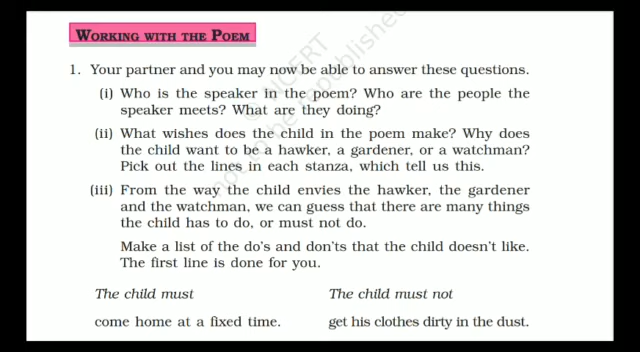 WORKING WITH THE POEM
1. Your partner and you may now be able to answer these questions.
(i) Who is the speaker in the poem? Who are the people the
speaker meets? What are they doing?
(ii) What wishes does the child in the poem make? Why does
the child want to be a hawker, a gardener, or a watchman?
Pick out the lines in each stanza, which tell us this.
(iii) From the way the child envies the hawker, the gardener
and the watchman, we can guess that there are many things
the child has to do, or must not do.
Make a list of the do's and don'ts that the child doesn't like.
The first line is done for you.
The child must The child must not
come home at a fixed time. get his clothes dirty in the dust.
© NCERT
not to be republished